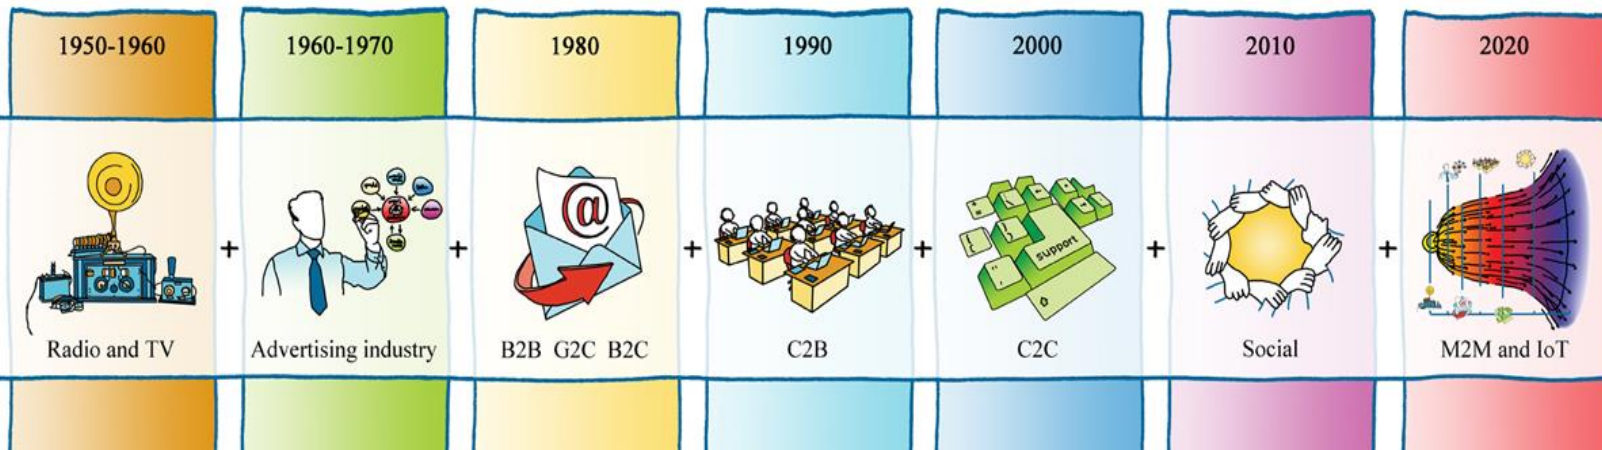 1950-1960
1960-1970
1980
1990
2000
2010
2020
@
support
+
+
+
+
+
+
Radio and TV
Advertising industry
B2B G2C B2C
C2B
C2C
Social
M2M and IoT